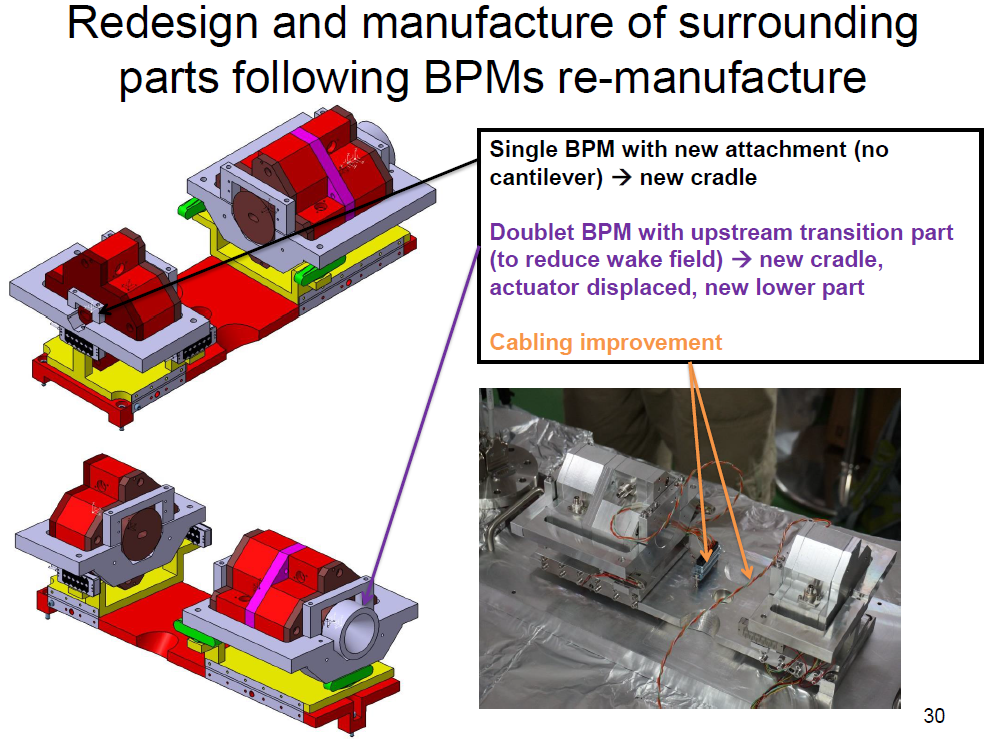 Redesign and manufacture of surrounding
parts following BPMs re-manufacture
Single BPM with new attachment (no
cantilever) → new cradle
Doublet BPM with upstream transition part
(to reduce wake field) → new cradle,
actuator displaced, new lower part
Cabling improvement
30